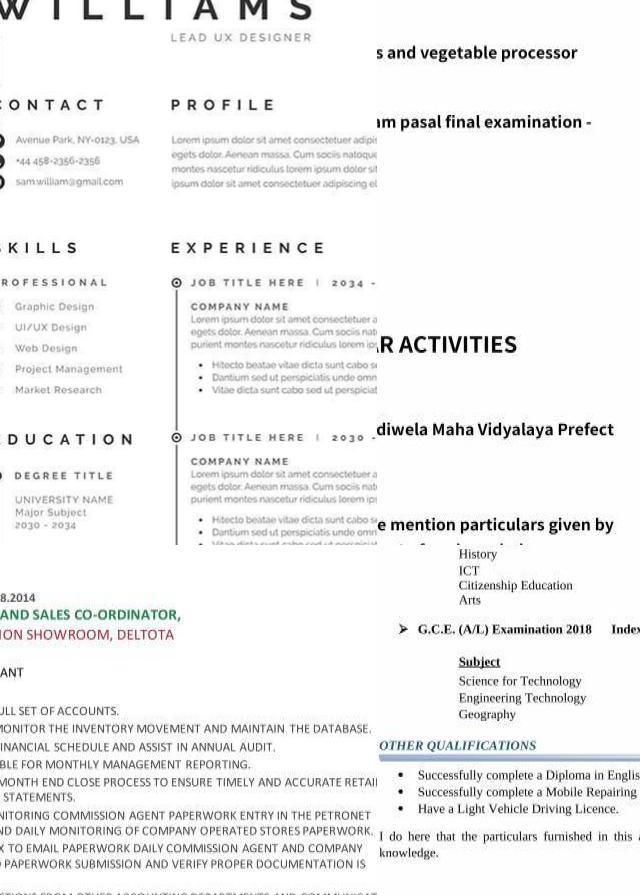 WILLIAMS
LEAD UX DESIGNER
ONTACT
Avenue Park, NY-0123, USA
+44 458-2356-2356
sam.william@gmail.com
KILLS
ROFESSIONAL
Graphic Design
UI/UX Design
Web Design
Project Management
Market Research
DUCATION
DEGREE TITLE
UNIVERSITY NAME
Major Subject
2030 - 2034
PROFILE
Lorem ipsum dolor sit amet consectetuer adipis
egets dolor. Aenean massa. Cum sociis natoque
montes nascetur ridiculus lorem ipsum dolor sit
ipsum dolor sit amet consectetuer adipiscing el
EXPERIENCE
JOB TITLE HERE | 2034 -
COMPANY NAME
Lorem ipsum dolor sit amet consectetuer a
egets dolor. Aenean massa. Cum sociis nat
purient montes nascetur ridiculus lorem ip
• Hitecto beatae vitae dicta sunt cabo s
• Dantium sed ut perspiciatis unde omn
• Vitae dicta sunt cabo sed ut perspiciat
JOB TITLE HERE | 2030 -
COMPANY NAME
Lorem ipsum dolor sit amet consectetuer a
egets dolor. Aenean massa. Cum sociis nat
purient montes nascetur ridiculus lorem ip
• Hitecto beatae vitae dicta sunt cabo s
• Dantium sed ut perspiciatis unde omn
s and vegetable processor
am pasal final examination -
R ACTIVITIES
diwela Maha Vidyalaya Prefect
e mention particulars given by
8.2014
AND SALES CO-ORDINATOR,
ION SHOWROOM, DELTOTA
ANT
ULL SET OF ACCOUNTS.
MONITOR THE INVENTORY MOVEMENT AND MAINTAIN THE DATABASE.
FINANCIAL SCHEDULE AND ASSIST IN ANNUAL AUDIT.
BLE FOR MONTHLY MANAGEMENT REPORTING.
MONTH END CLOSE PROCESS TO ENSURE TIMELY AND ACCURATE RETAI
STATEMENTS.
NITORING COMMISSION AGENT PAPERWORK ENTRY IN THE PETRONET
ND DAILY MONITORING OF COMPANY OPERATED STORES PAPERWORK.
X TO EMAIL PAPERWORK DAILY COMMISSION AGENT AND COMPANY
PAPERWORK SUBMISSION AND VERIFY PROPER DOCUMENTATION IS
History
ICT
Citizenship Education
Arts
➢ G.C.E. (A/L) Examination 2018 Index
Subject
Science for Technology
Engineering Technology
Geography
OTHER QUALIFICATIONS
• Successfully complete a Diploma in Englis
• Successfully complete a Mobile Repairing
• Have a Light Vehicle Driving Licence.
I do here that the particulars furnished in this a
knowledge.